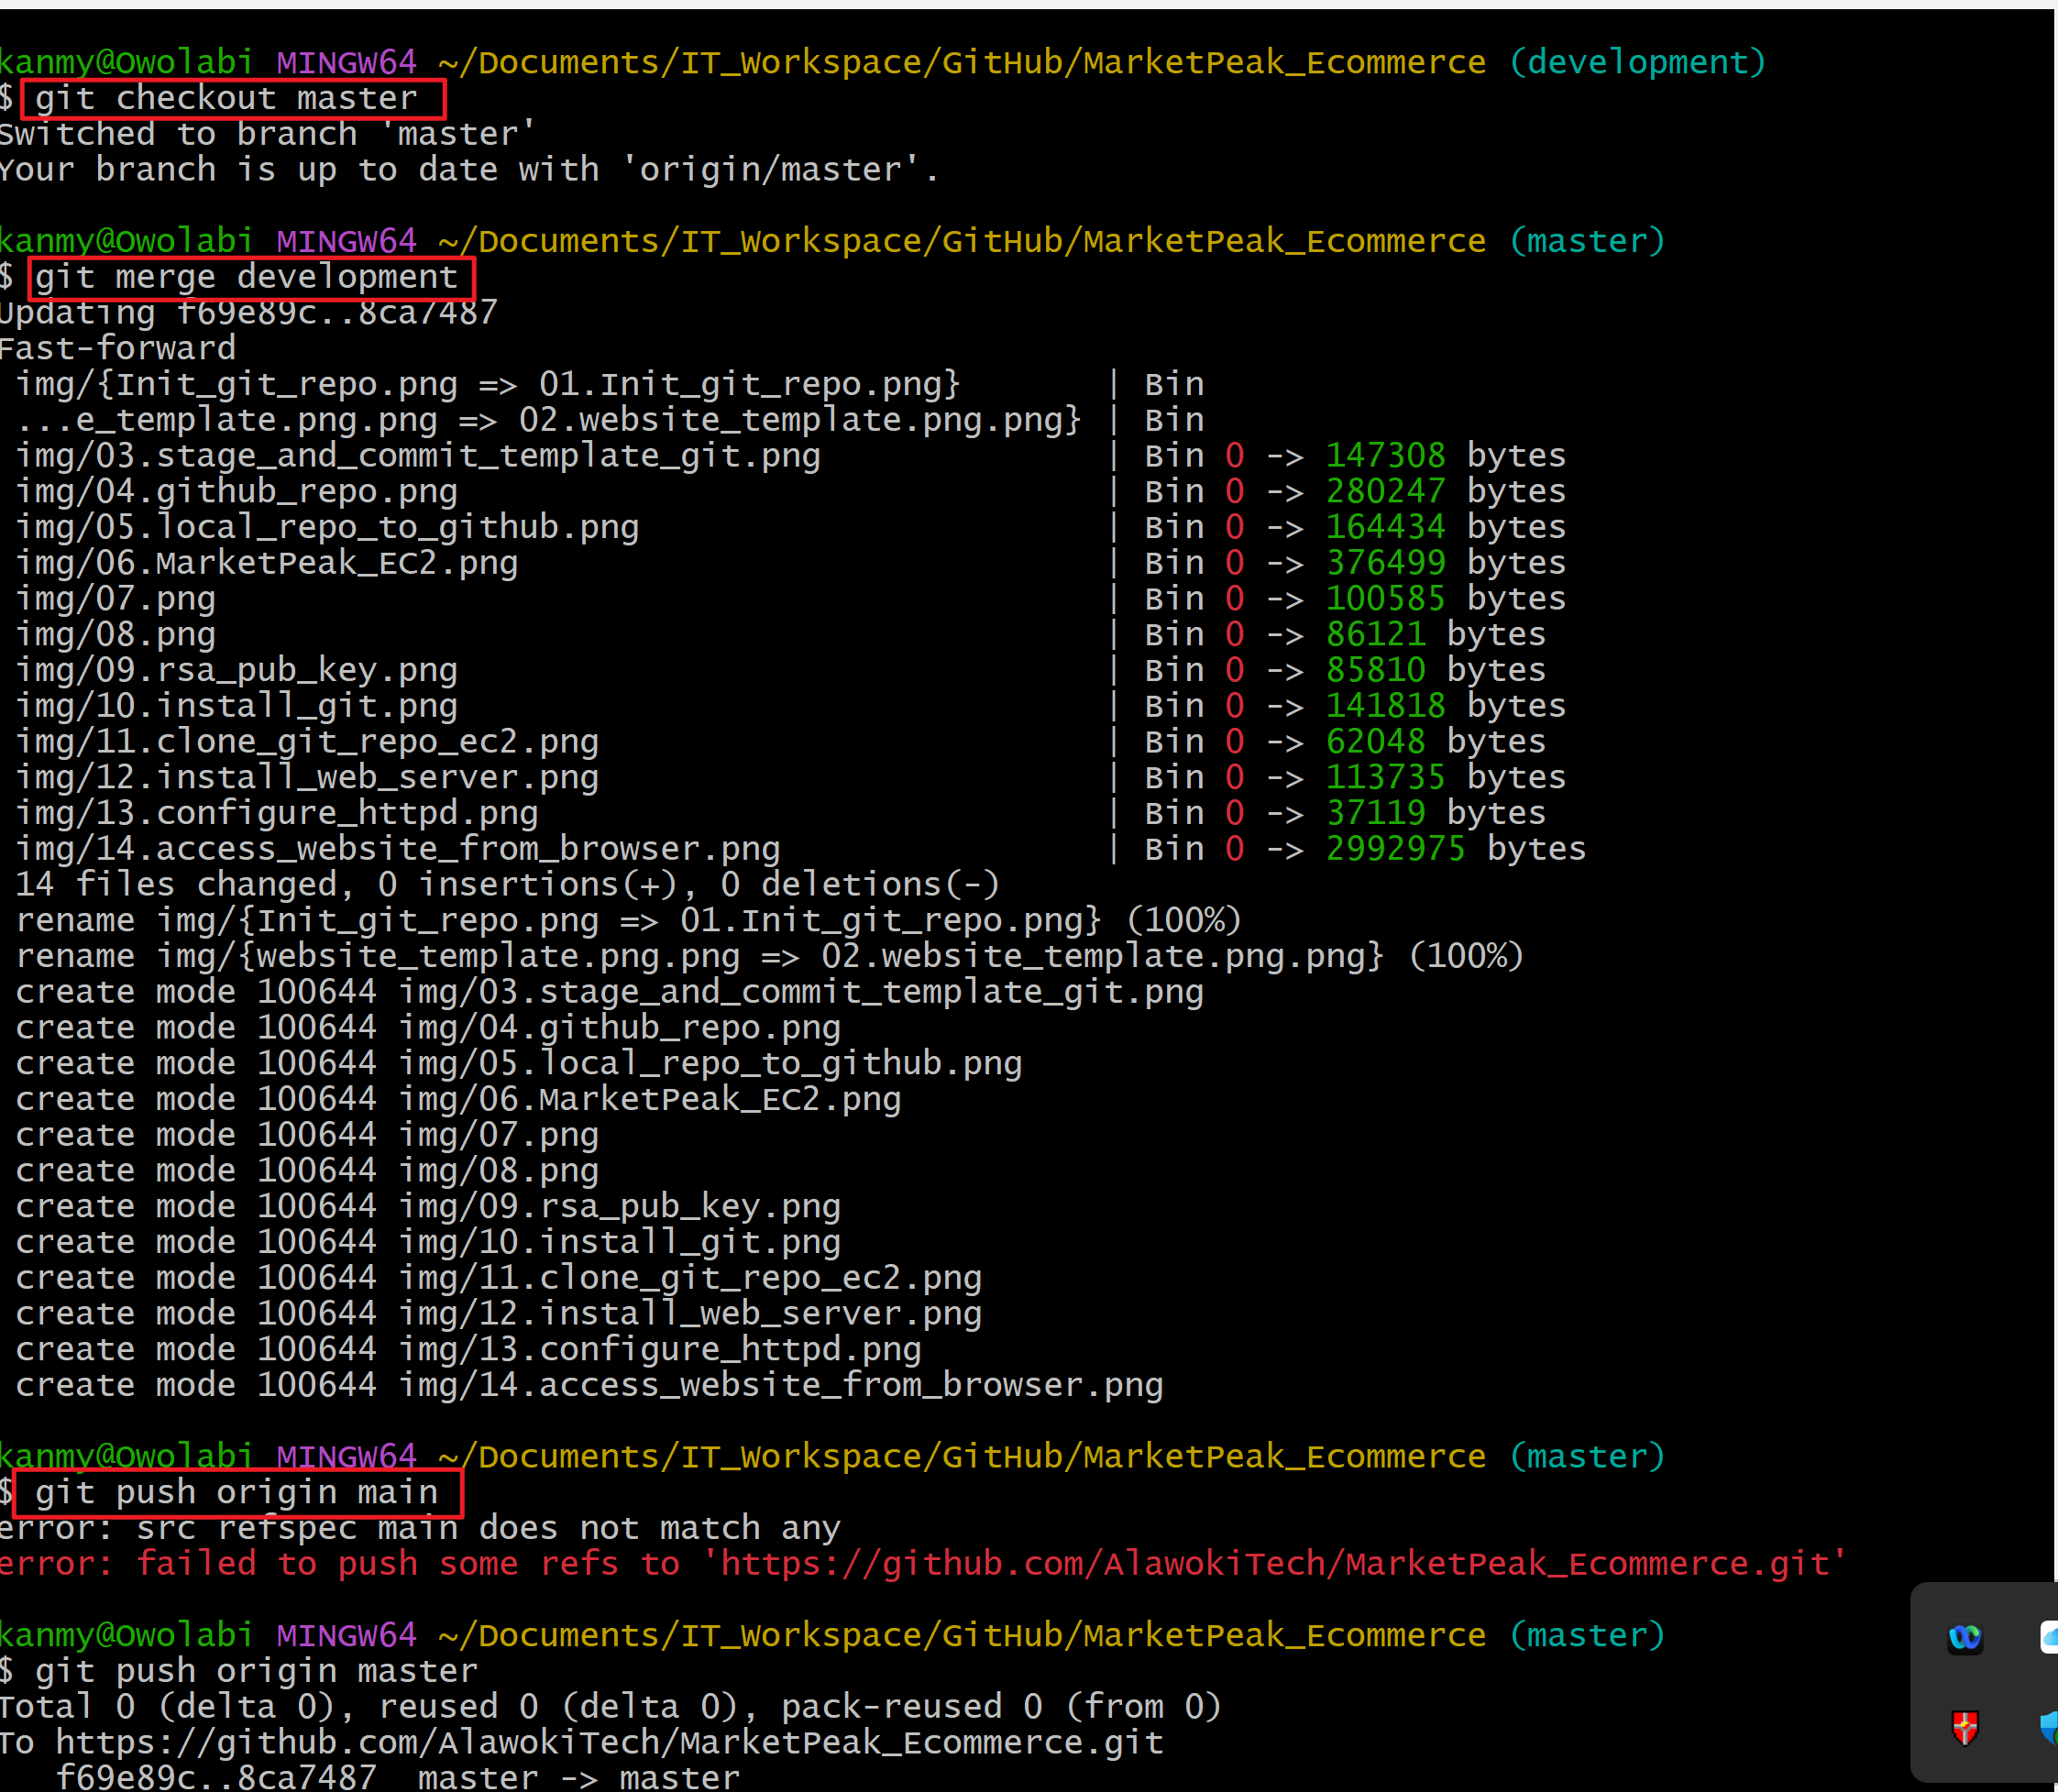 kanmy@Owolabi MINGW64 ~/Documents/IT_Workspace/GitHub/MarketPeak_Ecommerce (development)
$ git checkout master
Switched to branch 'master'
Your branch is up to date with 'origin/master'.
kanmy@Owolabi MINGW64 ~/Documents/IT_Workspace/GitHub/MarketPeak_Ecommerce (master)
$ git merge development
Updating f69e89c..8ca7487
Fast-forward
 img/{Init_git_repo.png => 01.Init_git_repo.png}       | Bin
 ...e_template.png.png => 02.website_template.png.png} | Bin
 img/03.stage_and_commit_template_git.png              | Bin 0 -> 147308 bytes
 img/04.github_repo.png                                | Bin 0 -> 280247 bytes
 img/05.local_repo_to_github.png                       | Bin 0 -> 164434 bytes
 img/06.MarketPeak_EC2.png                             | Bin 0 -> 376499 bytes
 img/07.png                                            | Bin 0 -> 100585 bytes
 img/08.png                                            | Bin 0 -> 86121 bytes
 img/09.rsa_pub_key.png                                | Bin 0 -> 85810 bytes
 img/10.install_git.png                                | Bin 0 -> 141818 bytes
 img/11.clone_git_repo_ec2.png                         | Bin 0 -> 62048 bytes
 img/12.install_web_server.png                         | Bin 0 -> 113735 bytes
 img/13.configure_httpd.png                            | Bin 0 -> 37119 bytes
 img/14.access_website_from_browser.png                | Bin 0 -> 2992975 bytes
 14 files changed, 0 insertions(+), 0 deletions(-)
 rename img/{Init_git_repo.png => 01.Init_git_repo.png} (100%)
 rename img/{website_template.png.png => 02.website_template.png.png} (100%)
 create mode 100644 img/03.stage_and_commit_template_git.png
 create mode 100644 img/04.github_repo.png
 create mode 100644 img/05.local_repo_to_github.png
 create mode 100644 img/06.MarketPeak_EC2.png
 create mode 100644 img/07.png
 create mode 100644 img/08.png
 create mode 100644 img/09.rsa_pub_key.png
 create mode 100644 img/10.install_git.png
 create mode 100644 img/11.clone_git_repo_ec2.png
 create mode 100644 img/12.install_web_server.png
 create mode 100644 img/13.configure_httpd.png
 create mode 100644 img/14.access_website_from_browser.png
kanmy@Owolabi MINGW64 ~/Documents/IT_Workspace/GitHub/MarketPeak_Ecommerce (master)
$ git push origin main
error: src refspec main does not match any
error: failed to push some refs to 'https://github.com/AlawokiTech/MarketPeak_Ecommerce.git'
kanmy@Owolabi MINGW64 ~/Documents/IT_Workspace/GitHub/MarketPeak_Ecommerce (master)
$ git push origin master
Total 0 (delta 0), reused 0 (delta 0), pack-reused 0 (from 0)
To https://github.com/AlawokiTech/MarketPeak_Ecommerce.git
   f69e89c..8ca7487  master -> master